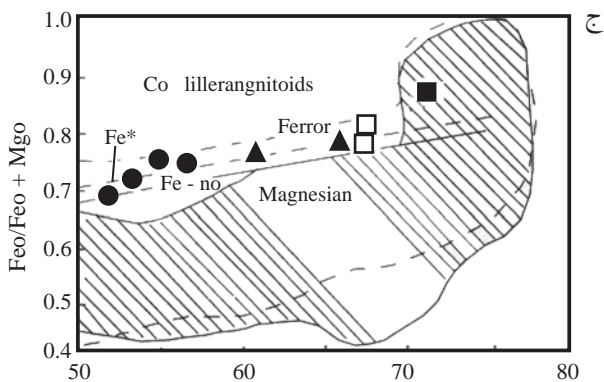 ج
1.0
0.9
0.8
0.7
0.6
0.5
0.4
Feo/Feo + Mgo
Co lillerangnitoids
Ferror
Fe*
Fe - no
Magnesian
50 60 70 80